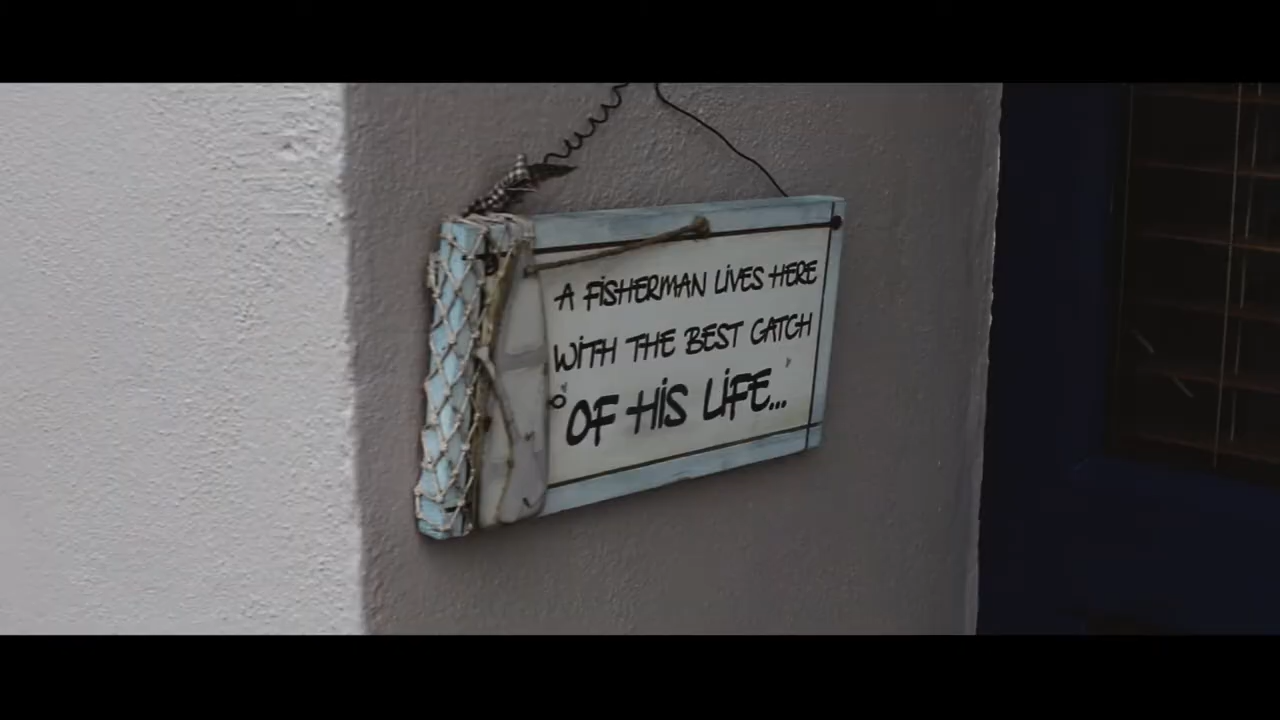 A FISHERMAN LIVES HERE
WITH THE BEST CATCH
OF HIS LIFE...